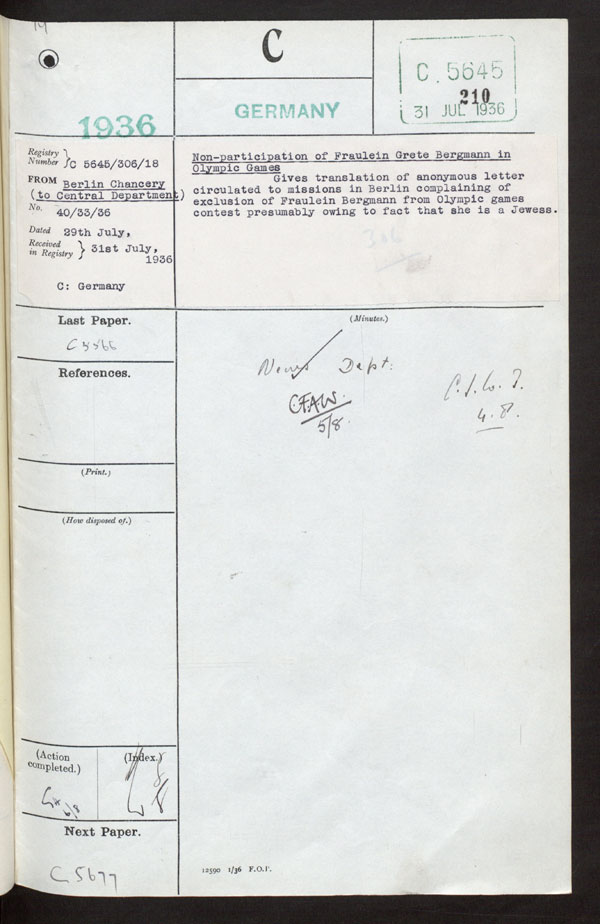 C
1936
GERMANY
C 5645
210
31 JUL 1936
Registry
Number } C 5645/306/18
FROM Berlin Chancery
(to Central Department)
No. 40/33/36
Dated 29th July,
Received
in Registry } 31st July,
1936
C: Germany
Non-participation of Fraulein Grete Bergmann in
Olympic Games
Gives translation of anonymous letter
circulated to missions in Berlin complaining of
exclusion of Fraulein Bergmann from Olympic games
contest presumably owing to fact that she is a Jewess.
306
Last Paper.
(Minutes.)
References.
News Dept:
C.F.A.W.
5/8
4.8.
(Print.)
(How disposed of.)
(Action
completed.)
(Index.)
6/8
Next Paper.
C 5677
12590 1/36 F.O.P.